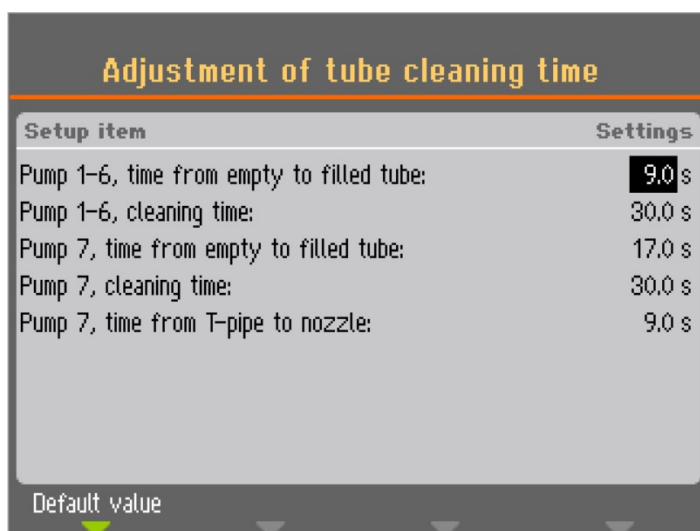 Adjustment of tube cleaning time
Setup item Settings
Pump 1-6, time from empty to filled tube: 9.0 s
Pump 1-6, cleaning time: 30.0 s
Pump 7, time from empty to filled tube: 17.0 s
Pump 7, cleaning time: 30.0 s
Pump 7, time from T-pipe to nozzle: 9.0 s
Default value